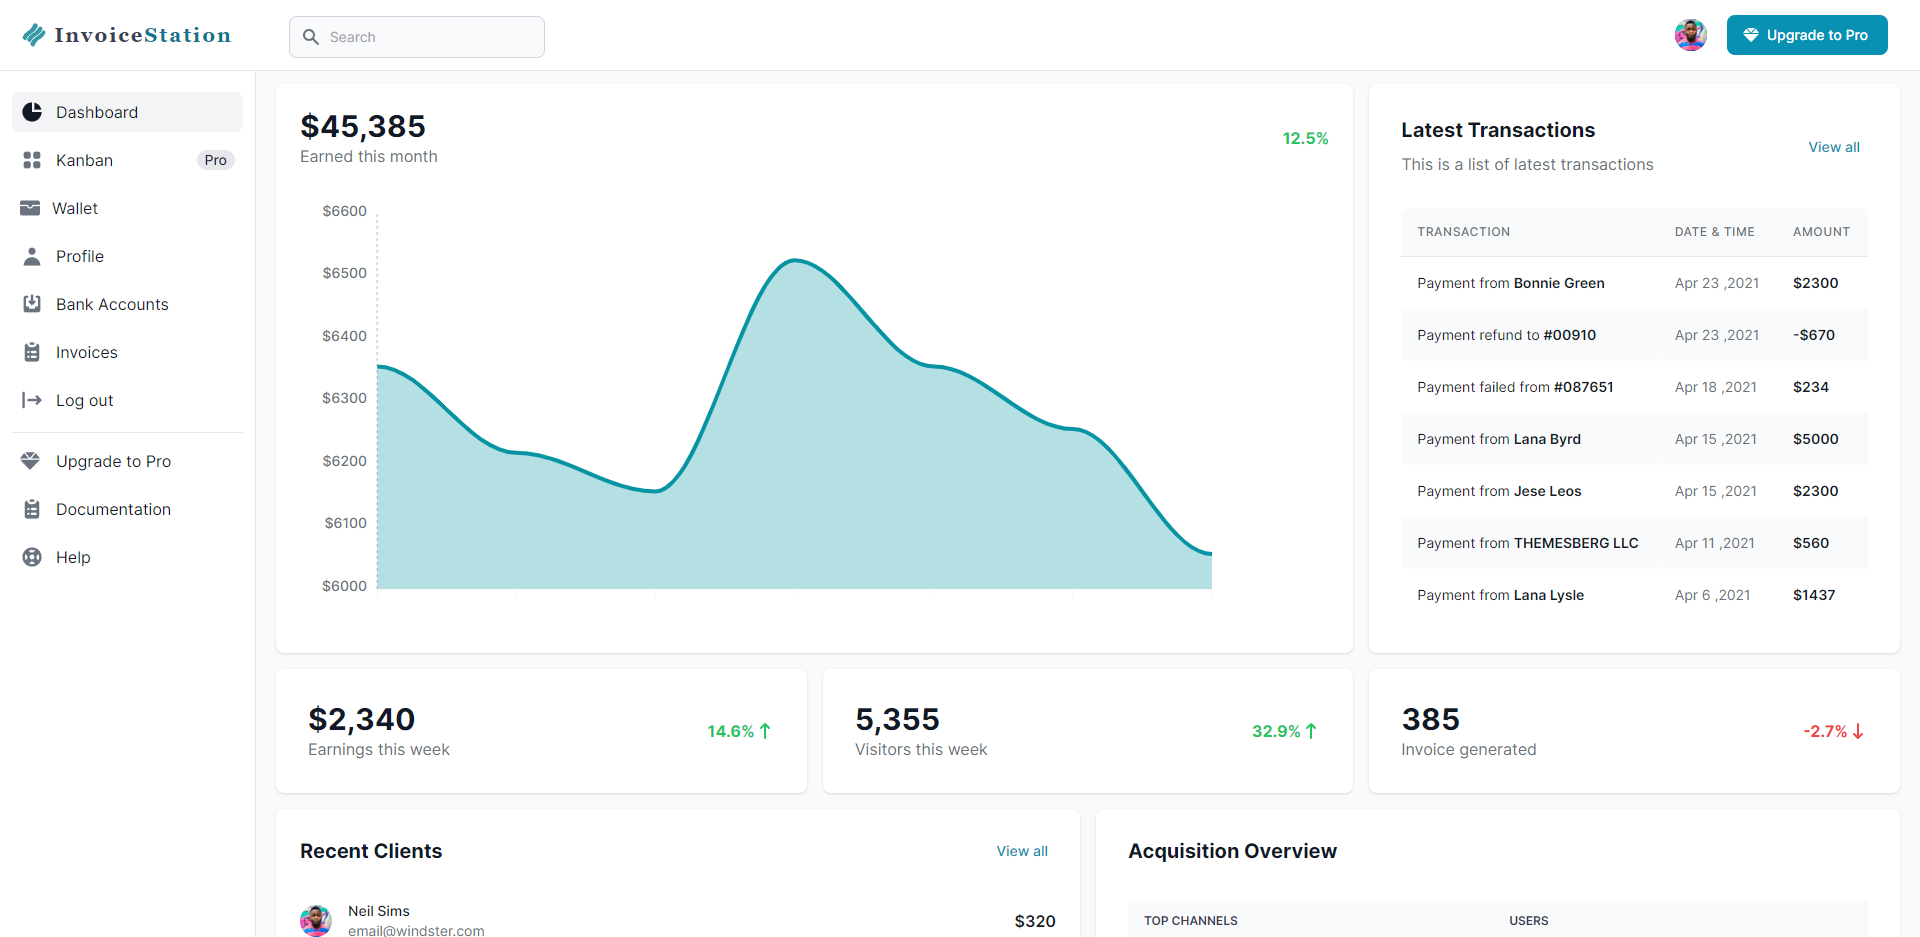 InvoiceStation
Search
Upgrade to Pro
Dashboard
Kanban Pro
Wallet
Profile
Bank Accounts
Invoices
Log out
Upgrade to Pro
Documentation
Help
$45,385
Earned this month
12.5%
$6600
$6500
$6400
$6300
$6200
$6100
$6000
Latest Transactions
This is a list of latest transactions
View all
TRANSACTION DATE & TIME AMOUNT
Payment from Bonnie Green Apr 23 ,2021 $2300
Payment refund to #00910 Apr 23 ,2021 -$670
Payment failed from #087651 Apr 18 ,2021 $234
Payment from Lana Byrd Apr 15 ,2021 $5000
Payment from Jese Leos Apr 15 ,2021 $2300
Payment from THEMESBERG LLC Apr 11 ,2021 $560
Payment from Lana Lysle Apr 6 ,2021 $1437
$2,340
Earnings this week
14.6%
5,355
Visitors this week
32.9%
385
Invoice generated
-2.7%
Recent Clients
View all
Neil Sims
email@windster.com
$320
Acquisition Overview
TOP CHANNELS USERS